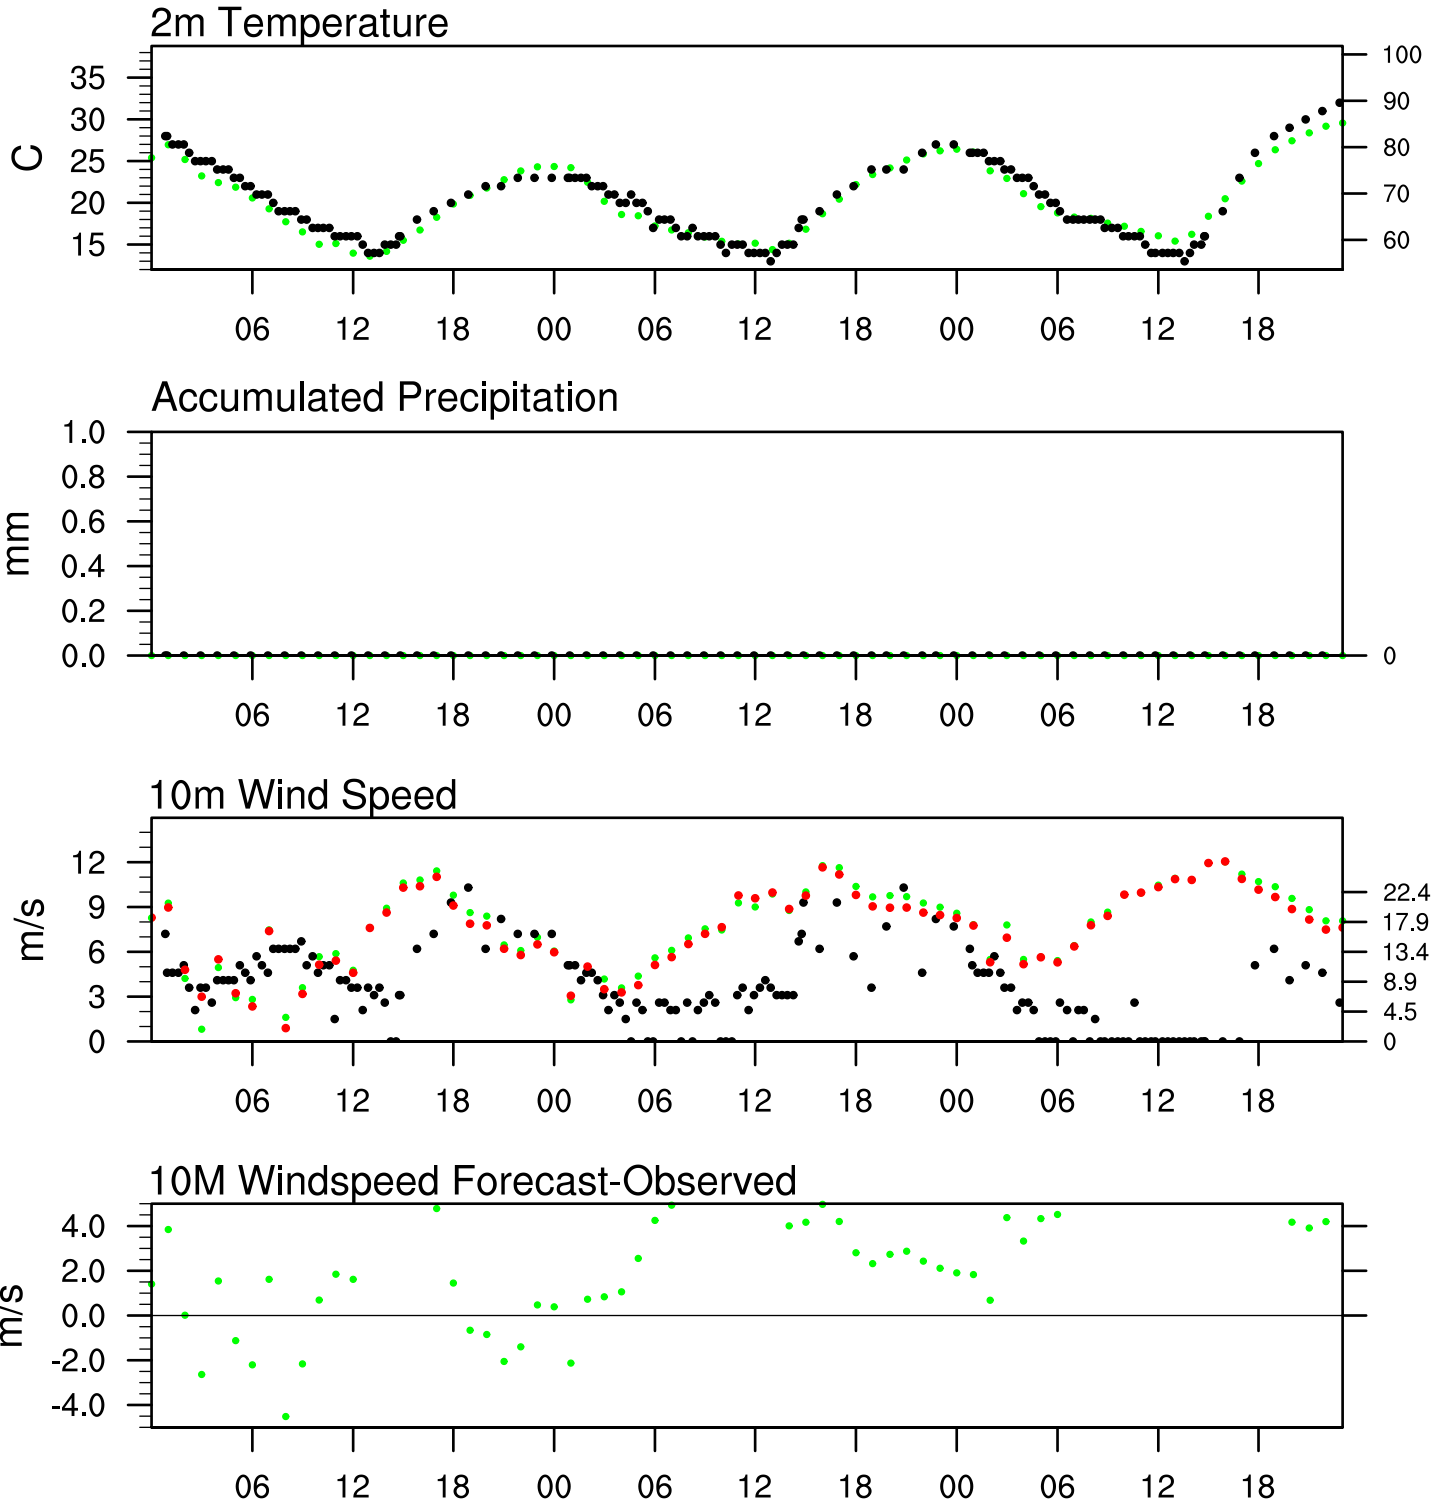 2m Temperature
C
35
30
25
20
15
100
90
80
70
60
06 12 18 00 06 12 18 00 06 12 18
Accumulated Precipitation
mm
1.0
0.8
0.6
0.4
0.2
0.0
0
06 12 18 00 06 12 18 00 06 12 18
10m Wind Speed
m/s
12
9
6
3
0
22.4
17.9
13.4
8.9
4.5
0
06 12 18 00 06 12 18 00 06 12 18
10M Windspeed Forecast-Observed
m/s
4.0
2.0
0.0
-2.0
-4.0
06 12 18 00 06 12 18 00 06 12 18